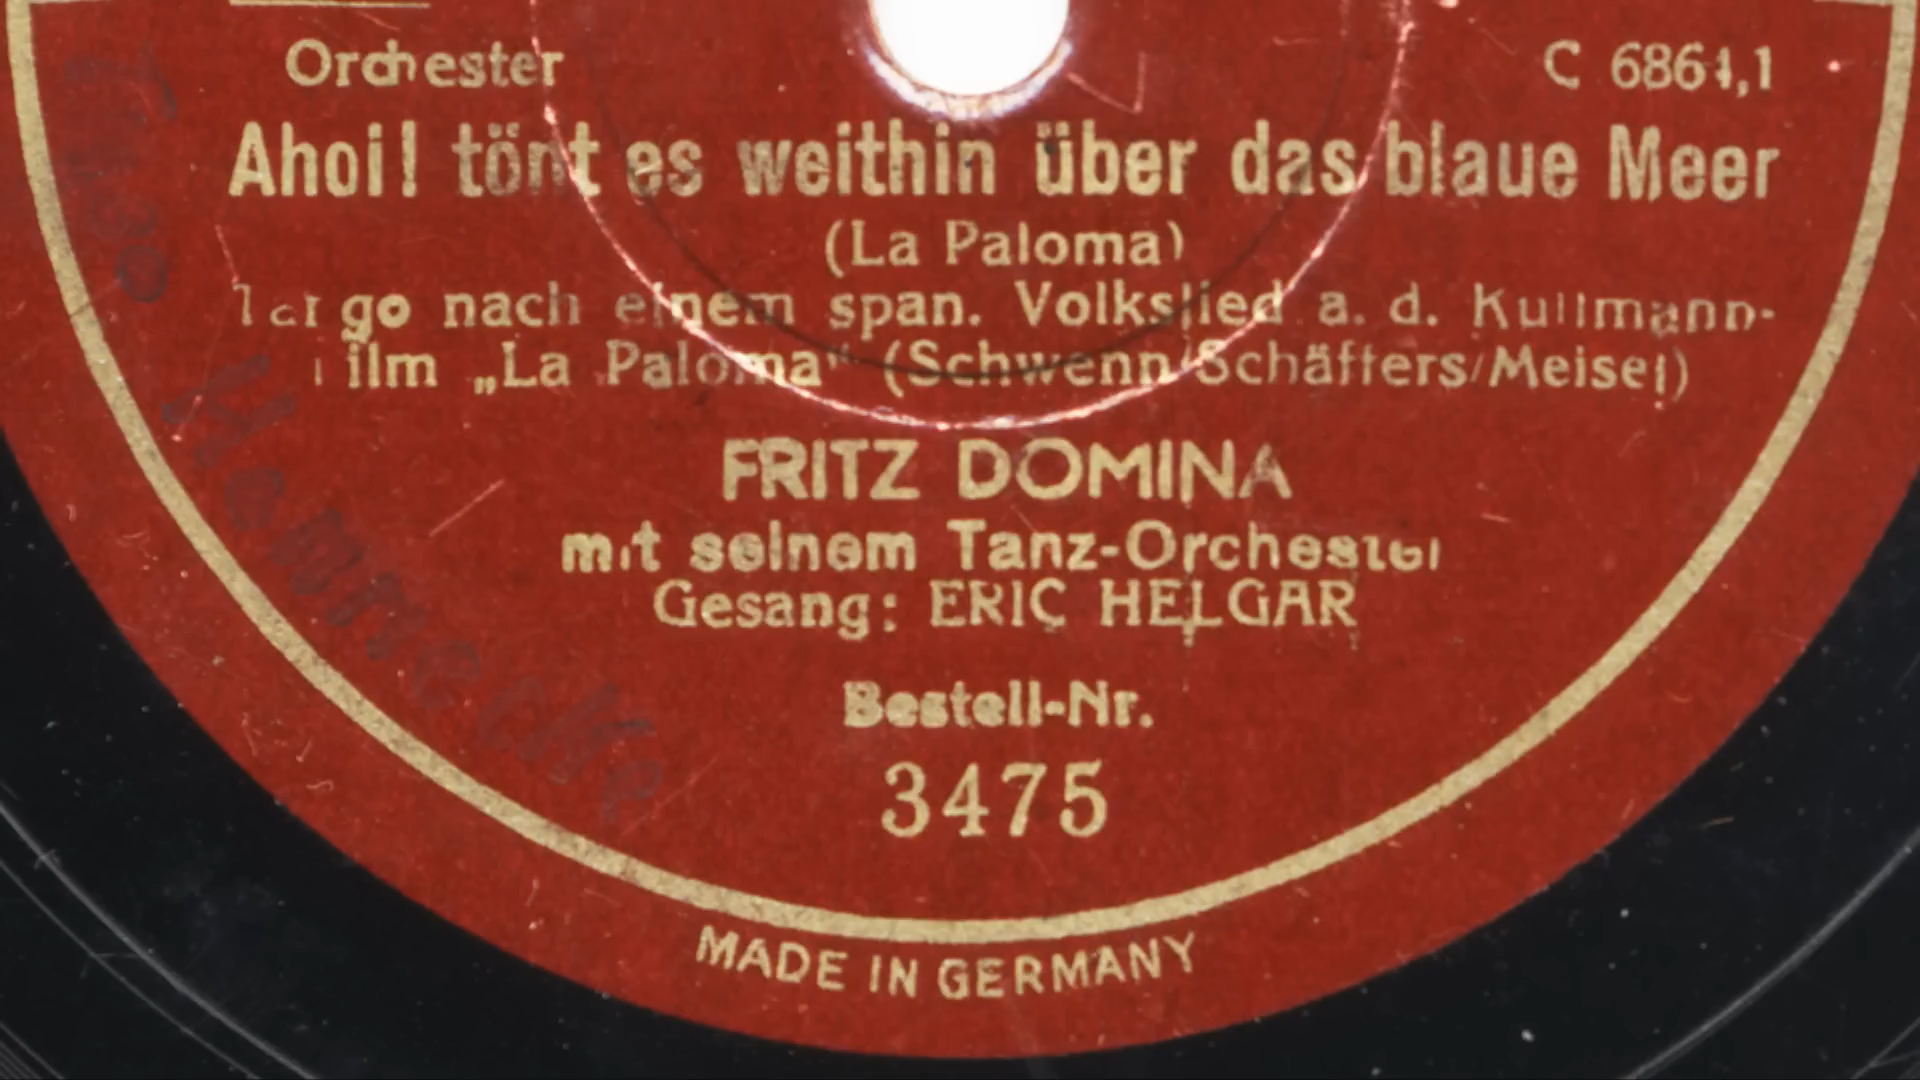 Orchester
C 6861,1
Ahoi! tönt es weithin über das blaue Meer
(La Paloma)
Tango nach einem span. Volkslied a. d. Kullmann-
Film „La Paloma“ (Schwenn/Schäffers/Meisel)
FRITZ DOMINA
mit seinem Tanz-Orchester
Gesang: ERIC HELGAR
Bestell-Nr.
3475
MADE IN GERMANY